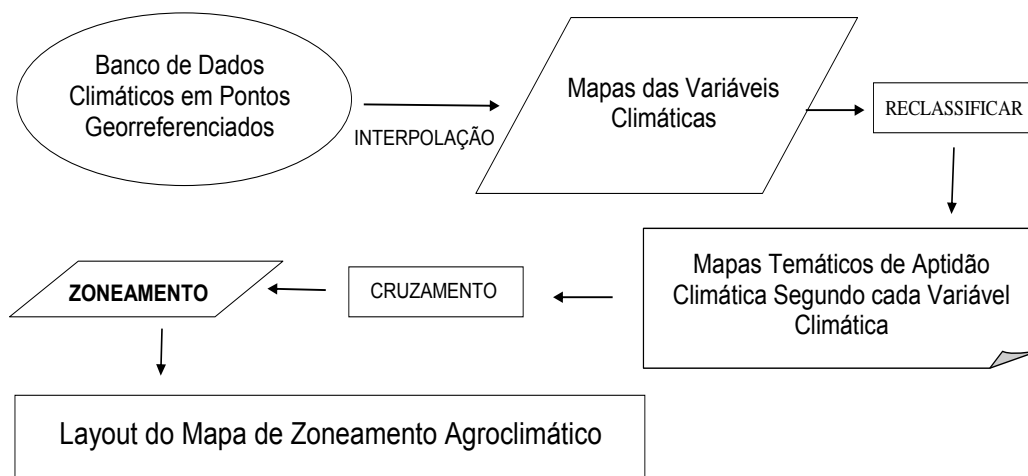 Banco de Dados
Climáticos em Pontos
Georreferenciados
INTERPOLAÇÃO
Mapas das Variáveis
Climáticas
RECLASSIFICAR
Mapas Temáticos de Aptidão
Climática Segundo cada Variável
Climática
CRUZAMENTO
ZONEAMENTO
Layout do Mapa de Zoneamento Agroclimático